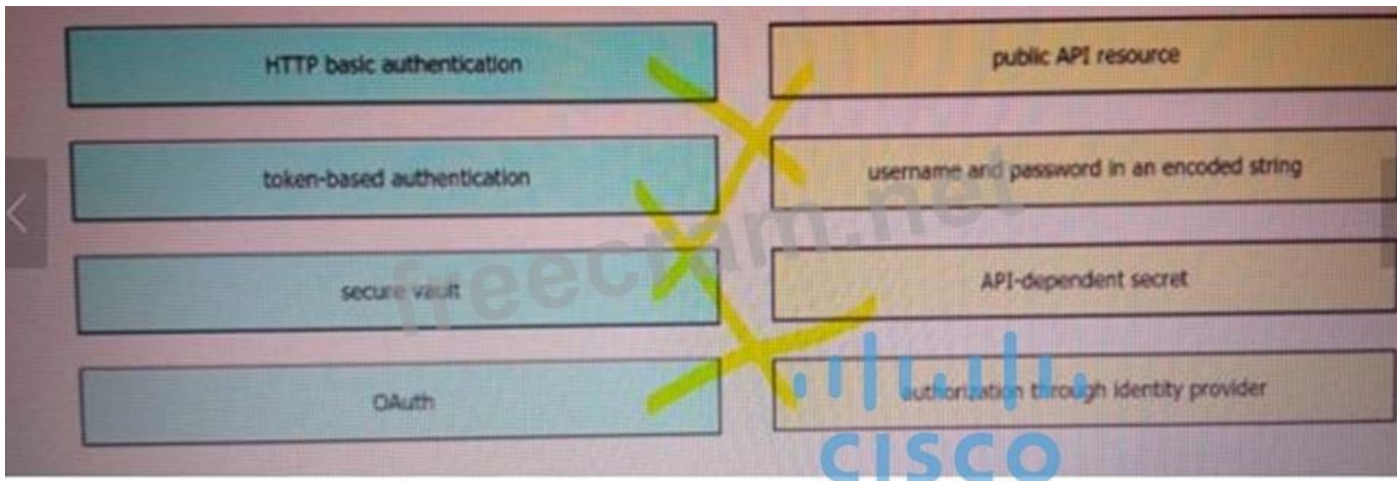 HTTP basic authentication
public API resource
token-based authentication
username and password in an encoded string
secure vault
API-dependent secret
OAuth
authorization through identity provider
freecram.net
CISCO